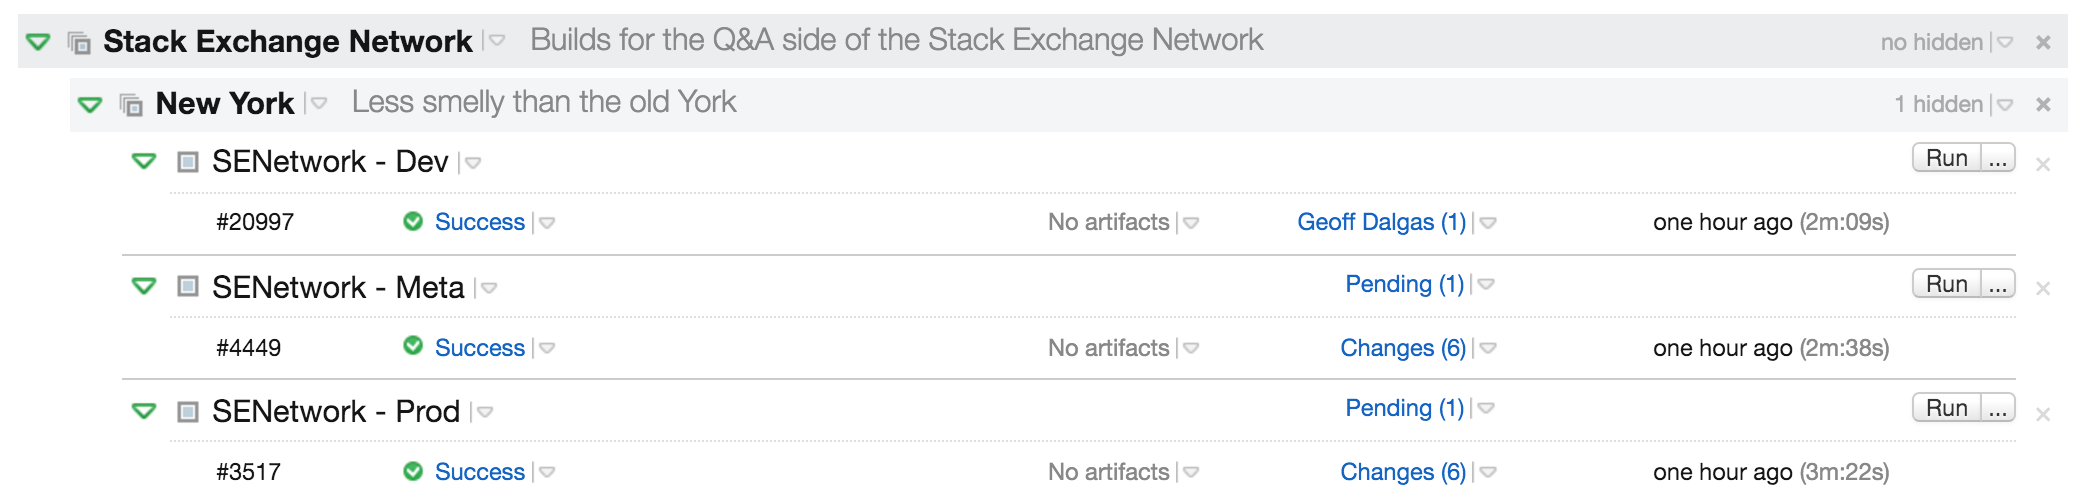 Stack Exchange Network Builds for the Q&A side of the Stack Exchange Network no hidden
New York Less smelly than the old York 1 hidden
SENetwork - Dev Run ...
#20997 Success No artifacts Geoff Dalgas (1) one hour ago (2m:09s)
SENetwork - Meta Pending (1) Run ...
#4449 Success No artifacts Changes (6) one hour ago (2m:38s)
SENetwork - Prod Pending (1) Run ...
#3517 Success No artifacts Changes (6) one hour ago (3m:22s)